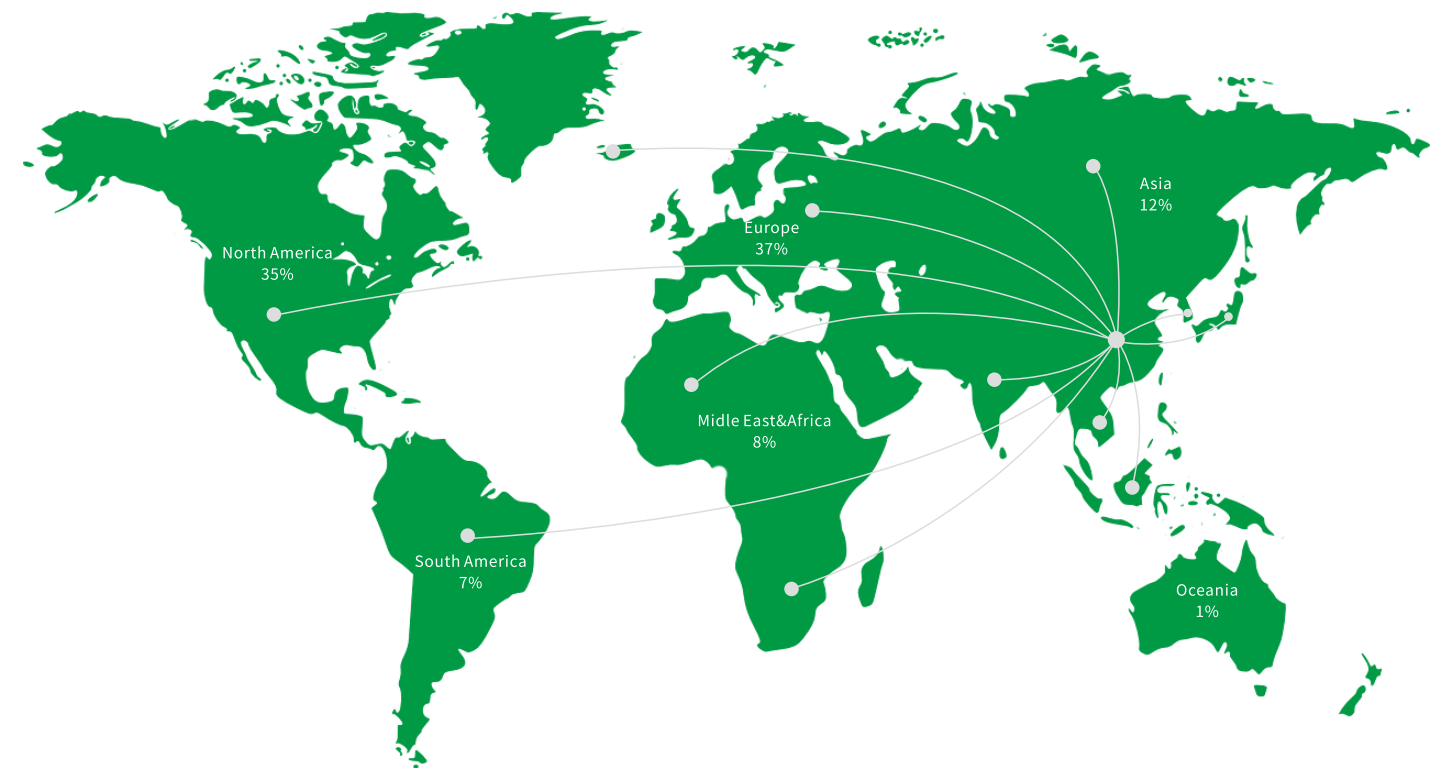 Asia
12%
Europe
37%
North America
35%
Midle East&Africa
8%
South America
7%
Oceania
1%